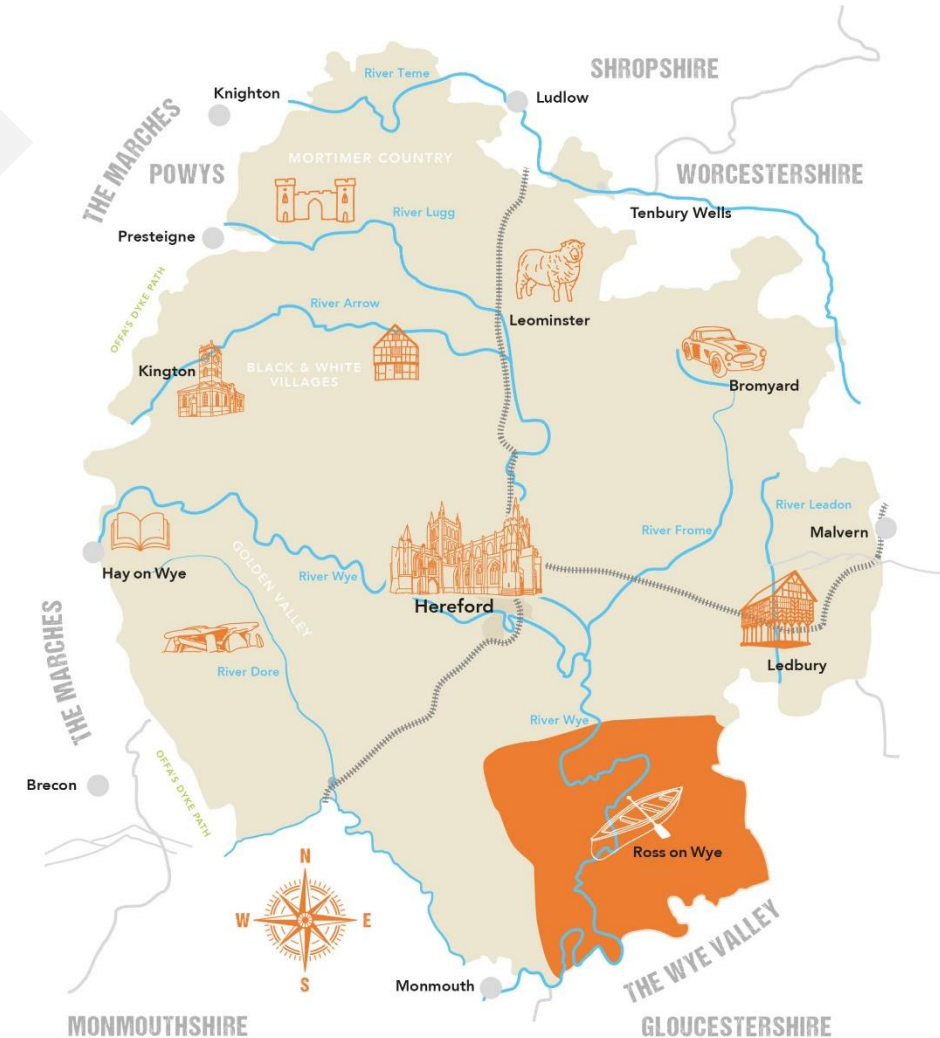 SHROPSHIRE
River Teme
Knighton
Ludlow
THE MARCHES
POWYS
MORTIMER COUNTRY
WORCESTERSHIRE
River Lugg
Tenbury Wells
Presteigne
OFFA'S DYKE PATH
River Arrow
Leominster
Kington
BLACK & WHITE
VILLAGES
Bromyard
River Leadon
River Frome
Malvern
Hay on Wye
GOLDEN VALLEY
River Wye
Hereford
THE MARCHES
River Dore
Ledbury
River Wye
Brecon
OFFA'S DYKE PATH
Ross on Wye
N
W
E
S
THE WYE VALLEY
Monmouth
MONMOUTHSHIRE
GLOUCESTERSHIRE